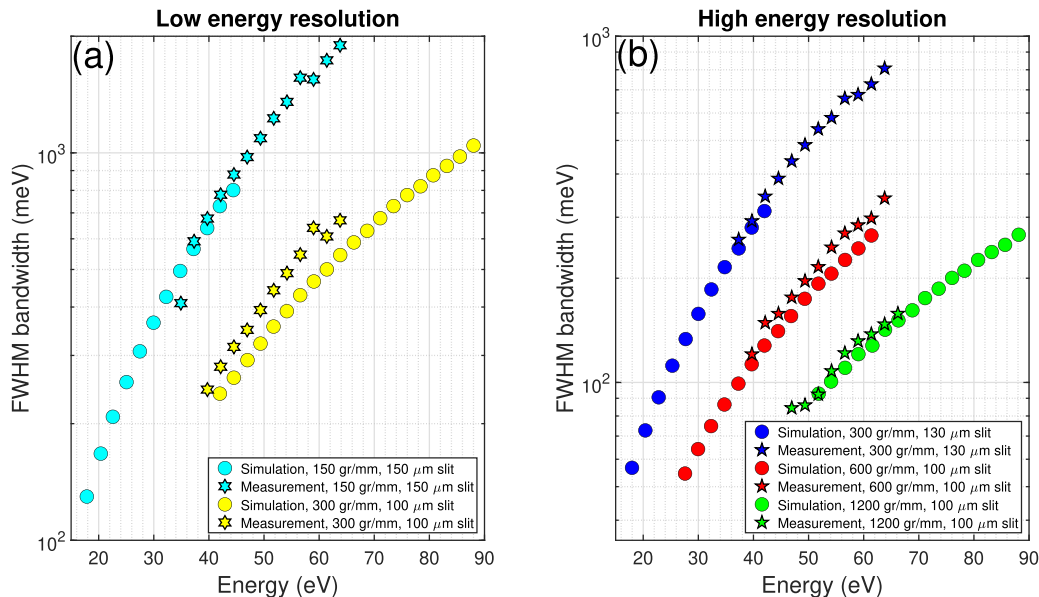 Low energy resolution
(a)
FWHM bandwidth (meV)
10^3
10^2
20 30 40 50 60 70 80 90
Energy (eV)
Simulation, 150 gr/mm, 150 μm slit
Measurement, 150 gr/mm, 150 μm slit
Simulation, 300 gr/mm, 100 μm slit
Measurement, 300 gr/mm, 100 μm slit
High energy resolution
(b)
FWHM bandwidth (meV)
10^3
10^2
20 30 40 50 60 70 80 90
Energy (eV)
Simulation, 300 gr/mm, 130 μm slit
Measurement, 300 gr/mm, 130 μm slit
Simulation, 600 gr/mm, 100 μm slit
Measurement, 600 gr/mm, 100 μm slit
Simulation, 1200 gr/mm, 100 μm slit
Measurement, 1200 gr/mm, 100 μm slit